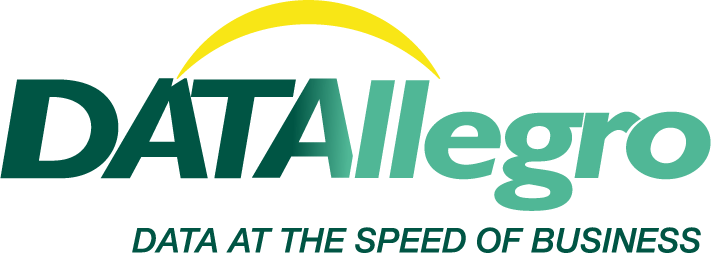 DATAllegro
DATA AT THE SPEED OF BUSINESS